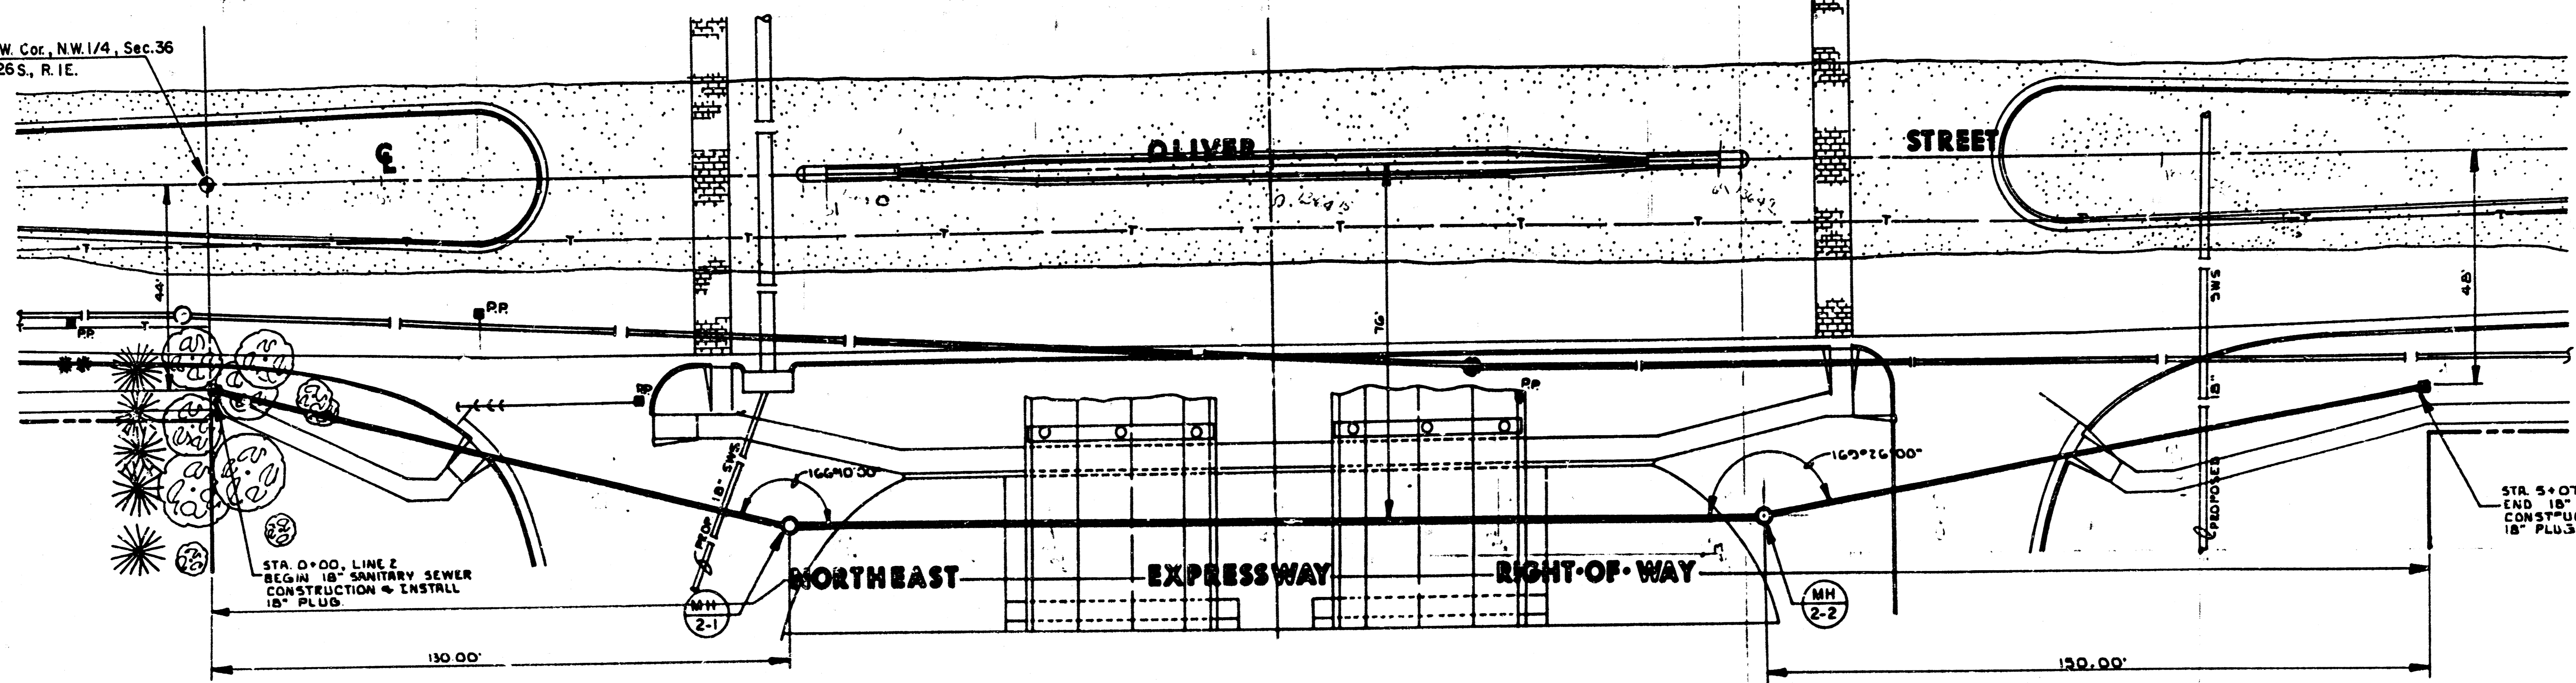 W. Cor., N.W. 1/4, Sec. 36
26 S., R. 1E.
℄
OLIVER
STREET
T
T
T
T
T
T
T
T
T
T
T
T
T
44'
76'
48'
P.P.
P.P.
P.P.
P.P.
PROP. 18" SWS
PROPOSED 18" SWS
166°10'00"
169°26'00"
STA. 0+00, LINE 2
BEGIN 18" SANITARY SEWER
CONSTRUCTION & INSTALL
18" PLUG.
STA. 5+07
END 18"
CONSTRU
18" PLUG
NORTHEAST EXPRESSWAY RIGHT-OF-WAY
MH
2-1
MH
2-2
130.00'
150.00'